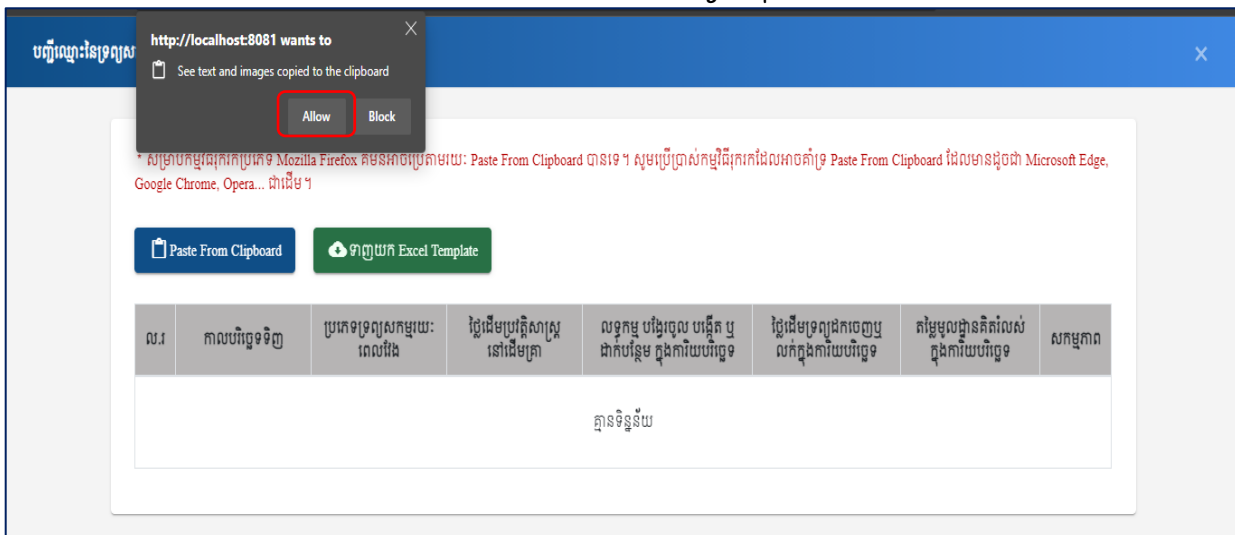 បញ្ជីឈ្មោះនៃទ្រព្យស
http://localhost:8081 wants to
See text and images copied to the clipboard
Allow Block
* សម្រាប់កម្មវិធីរុករកប្រភេទ Mozilla Firefox គឺមិនអាចប្រើតាមរយៈ Paste From Clipboard បានទេ។ សូមប្រើប្រាស់កម្មវិធីរុករកដែលអាចគាំទ្រ Paste From Clipboard ដែលមានដូចជា Microsoft Edge,
Google Chrome, Opera... ជាដើម។
Paste From Clipboard ទាញយក Excel Template
ល.រ កាលបរិច្ឆេទទិញ ប្រភេទទ្រព្យសកម្មរយៈ ថ្លៃដើមប្រវត្តិសាស្ត្រ លទ្ធកម្ម បង្វែរចូល បង្កើត ឬ ថ្លៃដើមទ្រព្យដកចេញឬ តម្លៃមូលដ្ឋានគិតរំលស់ សកម្មភាព
ពេលវែង នៅដើមគ្រា ដាក់បន្ថែម ក្នុងការិយបរិច្ឆេទ លក់ក្នុងការិយបរិច្ឆេទ ក្នុងការិយបរិច្ឆេទ
គ្មានទិន្នន័យ